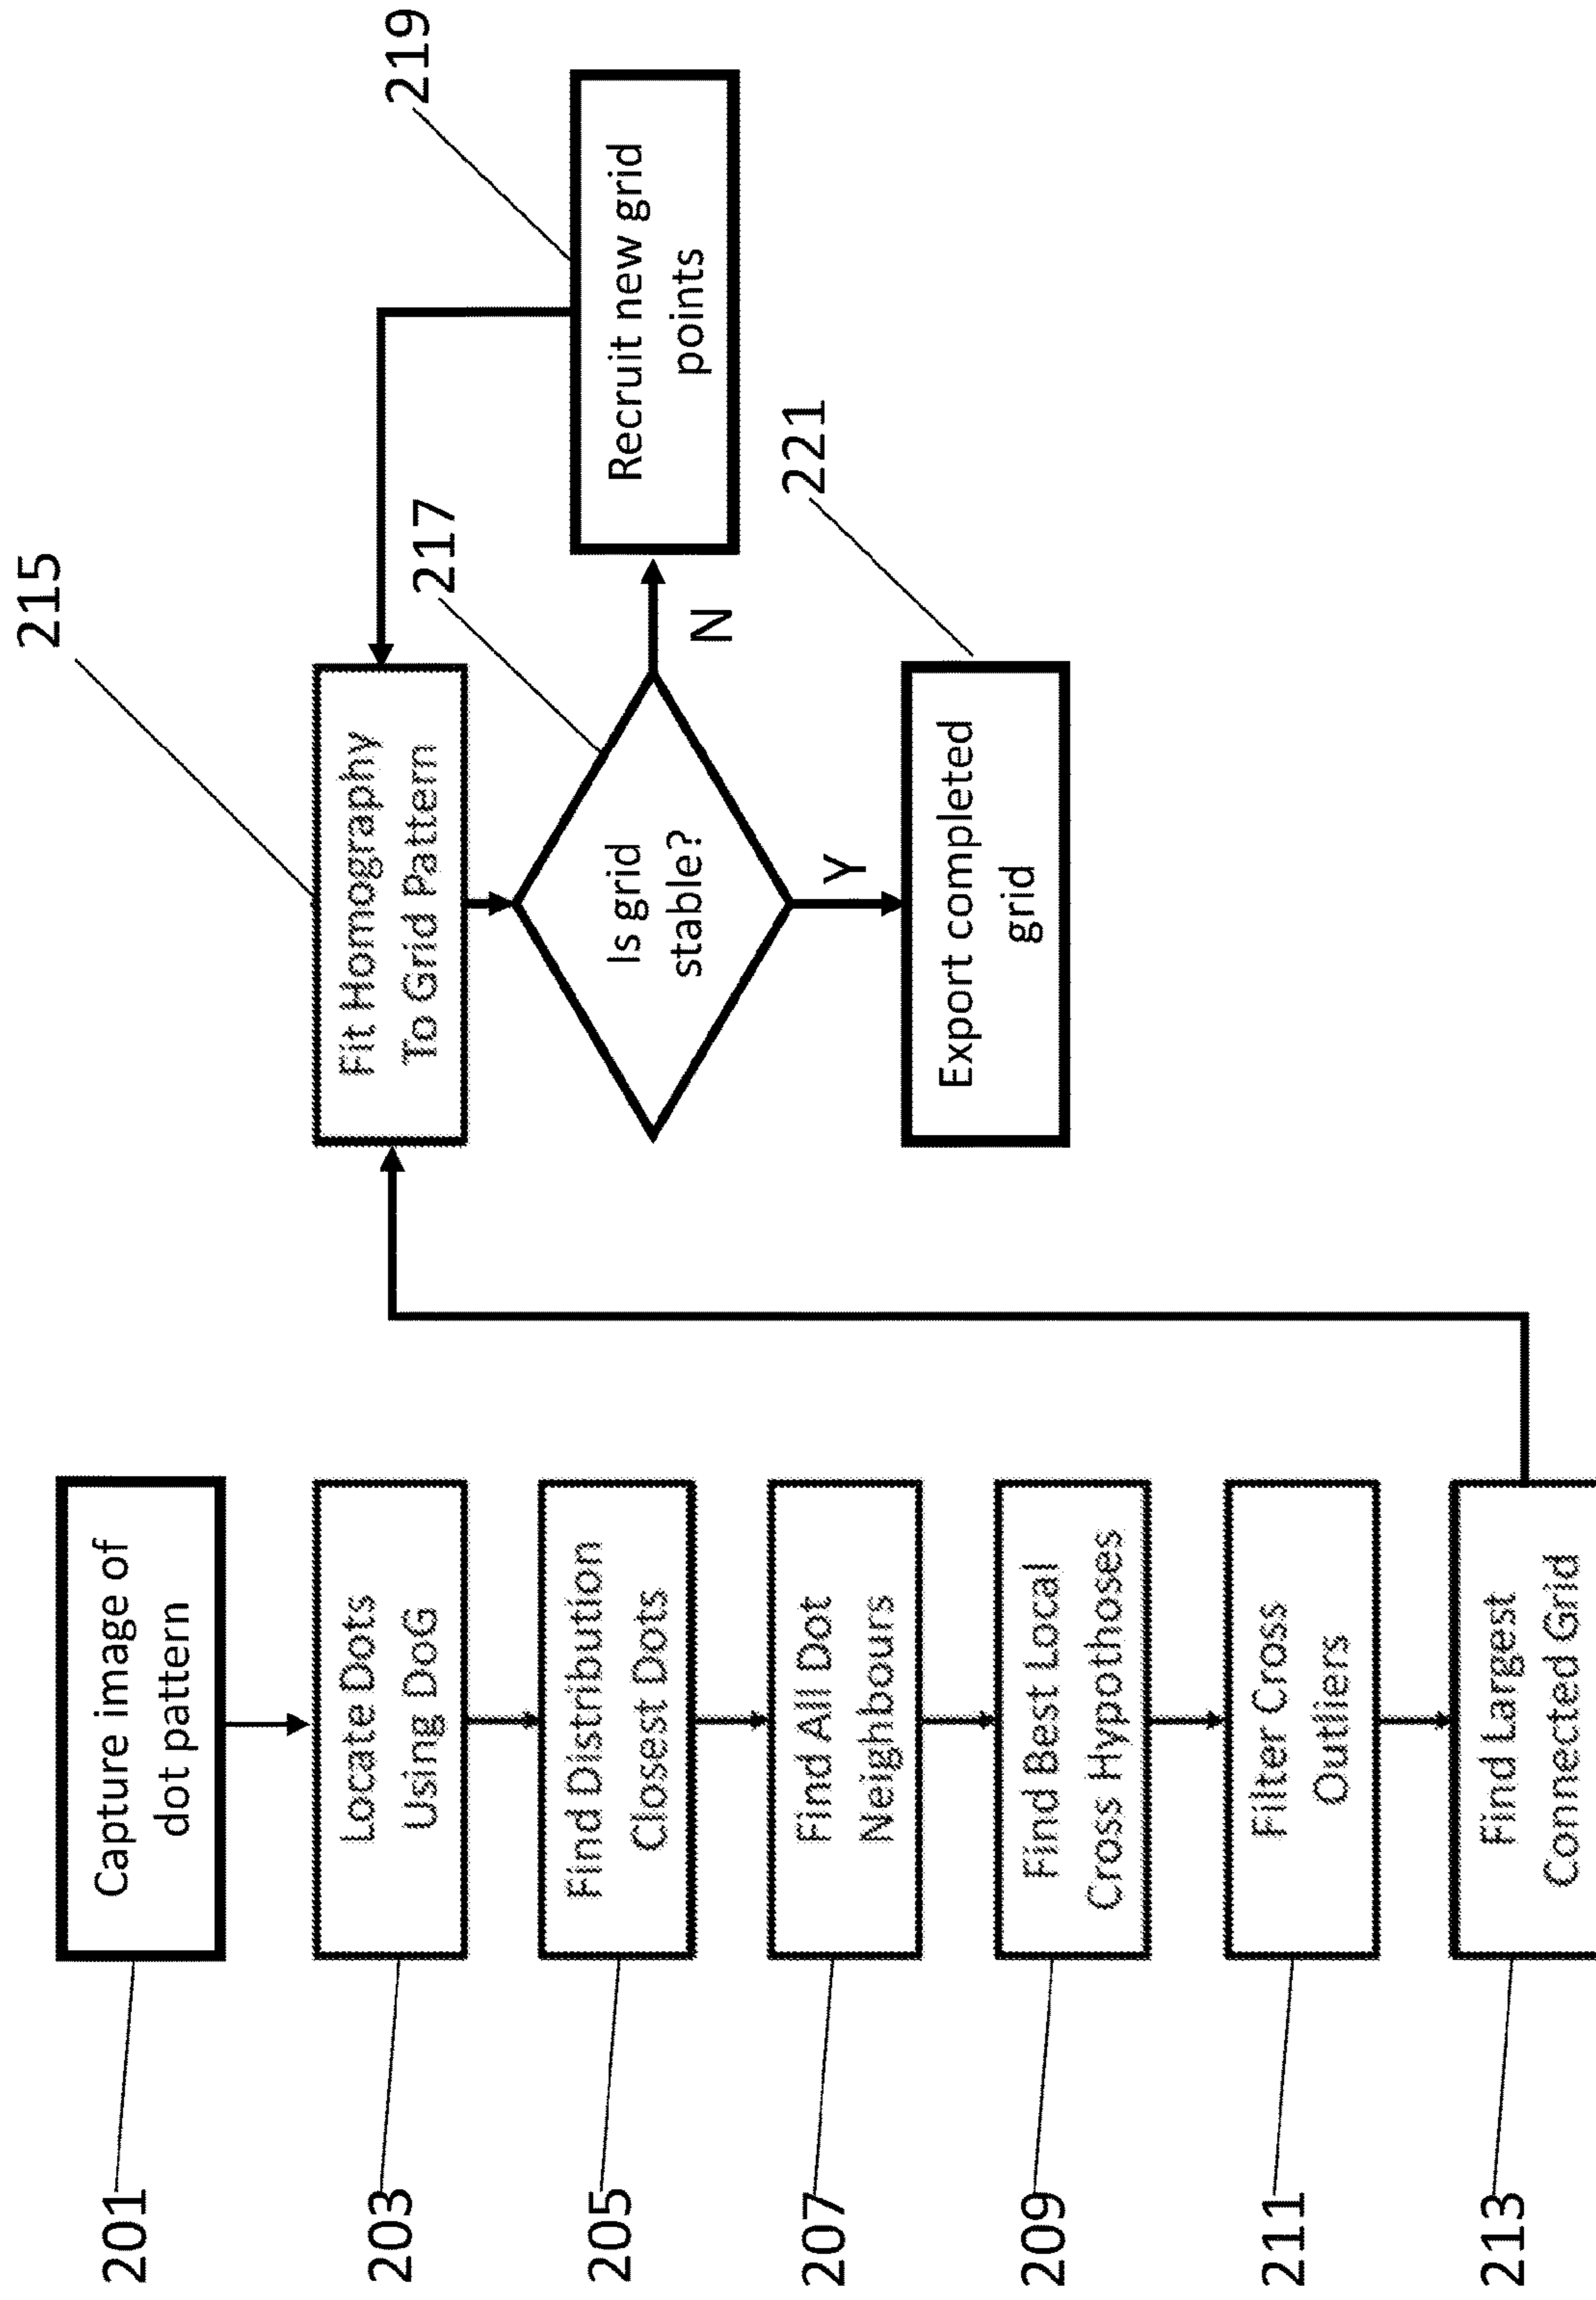 201
Capture image of
dot pattern
203
Locate Dots
Using DoG
205
Find Distribution
Closest Dots
207
Find All Dot
Neighbours
209
Find Best Local
Cross Hypotheses
211
Filter Cross
Outliers
213
Find Largest
Connected Grid
215
Fit Homography
To Grid Pattern
217
Is grid
stable?
N
Y
219
Recruit new grid
points
221
Export completed
grid